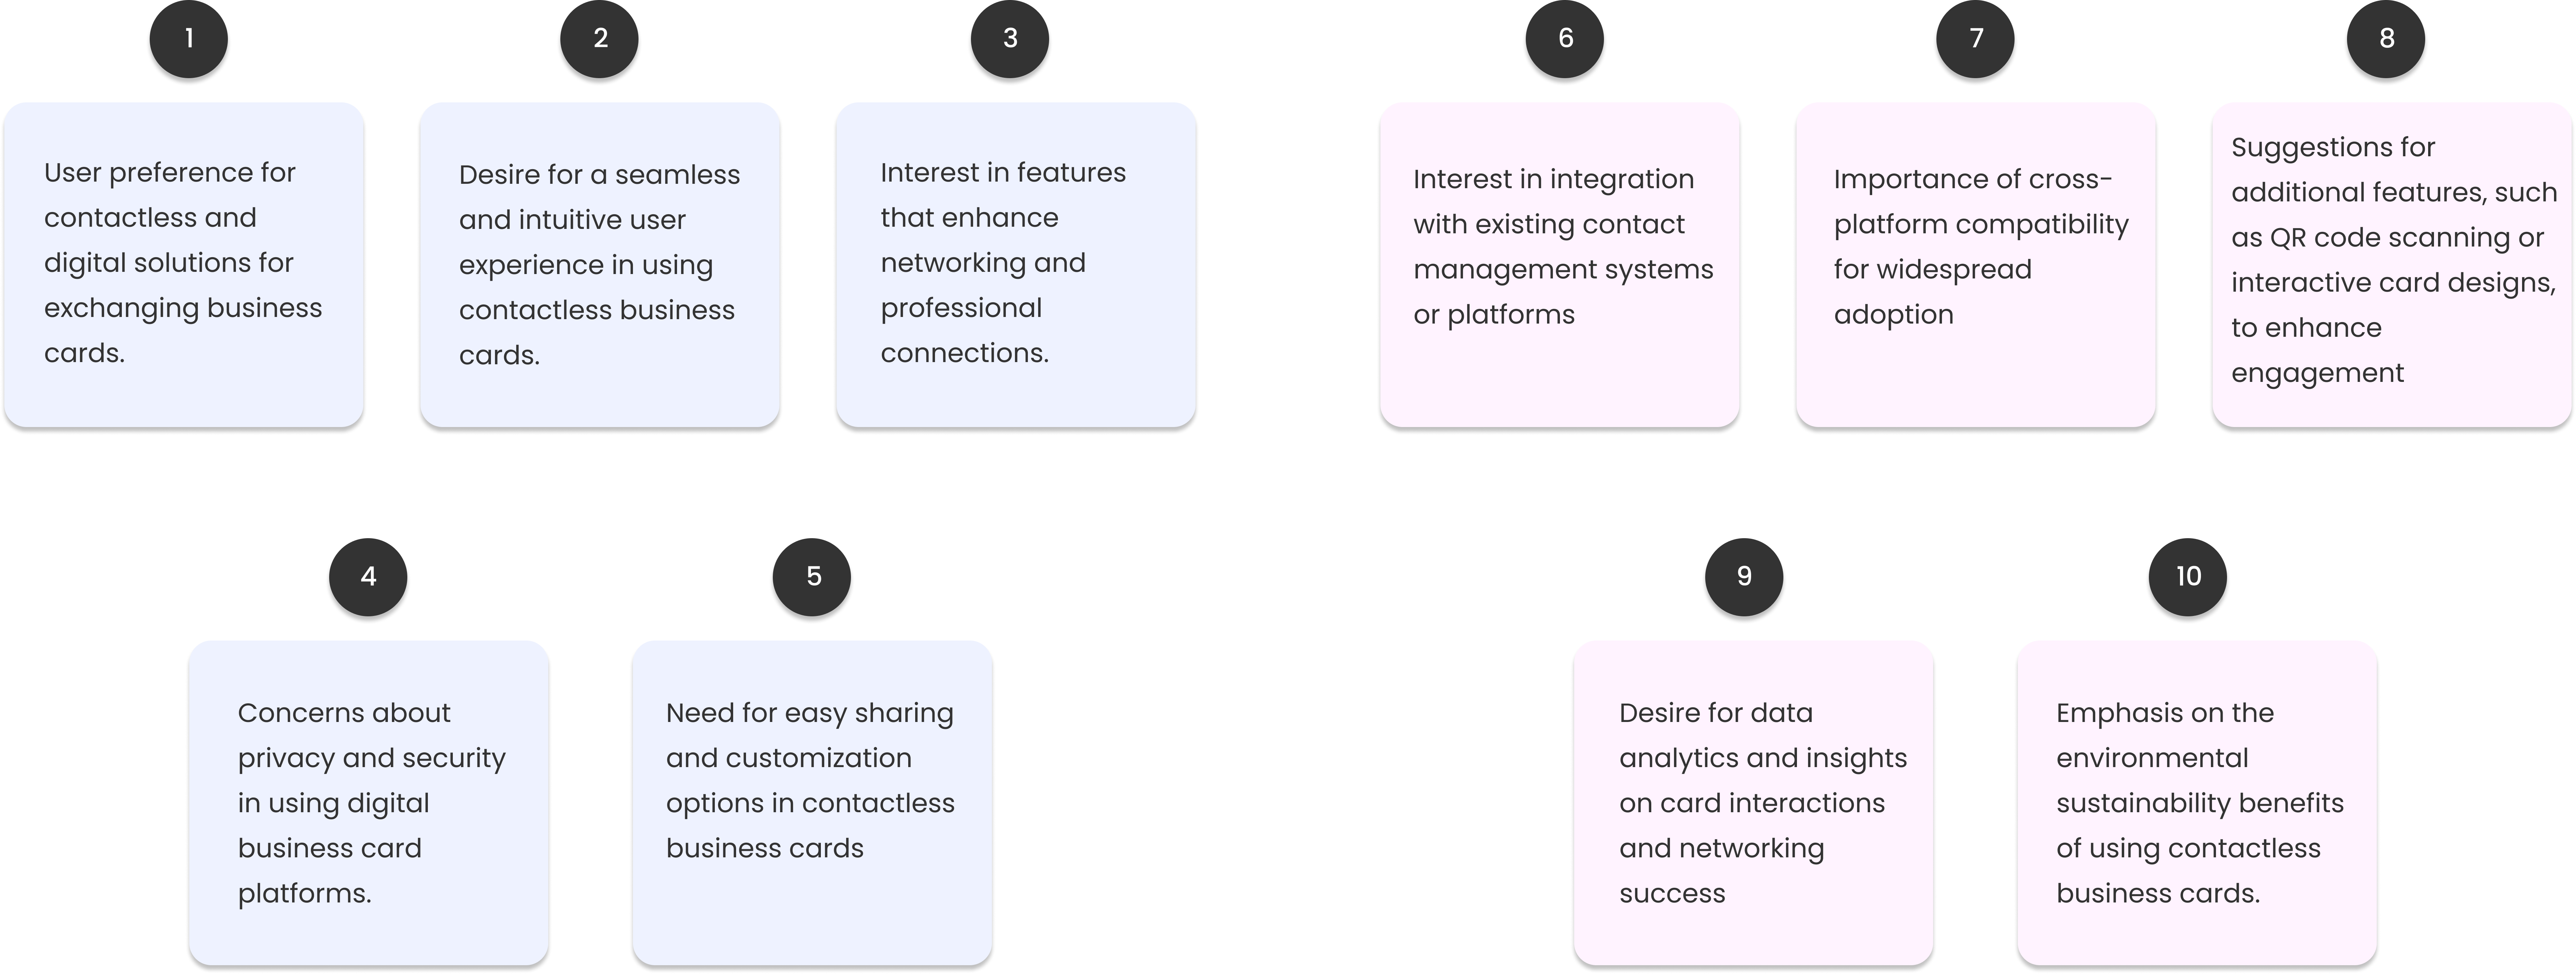 1
User preference for
contactless and
digital solutions for
exchanging business
cards.
2
Desire for a seamless
and intuitive user
experience in using
contactless business
cards.
3
Interest in features
that enhance
networking and
professional
connections.
4
Concerns about
privacy and security
in using digital
business card
platforms.
5
Need for easy sharing
and customization
options in contactless
business cards
6
Interest in integration
with existing contact
management systems
or platforms
7
Importance of cross-
platform compatibility
for widespread
adoption
8
Suggestions for
additional features, such
as QR code scanning or
interactive card designs,
to enhance
engagement
9
Desire for data
analytics and insights
on card interactions
and networking
success
10
Emphasis on the
environmental
sustainability benefits
of using contactless
business cards.